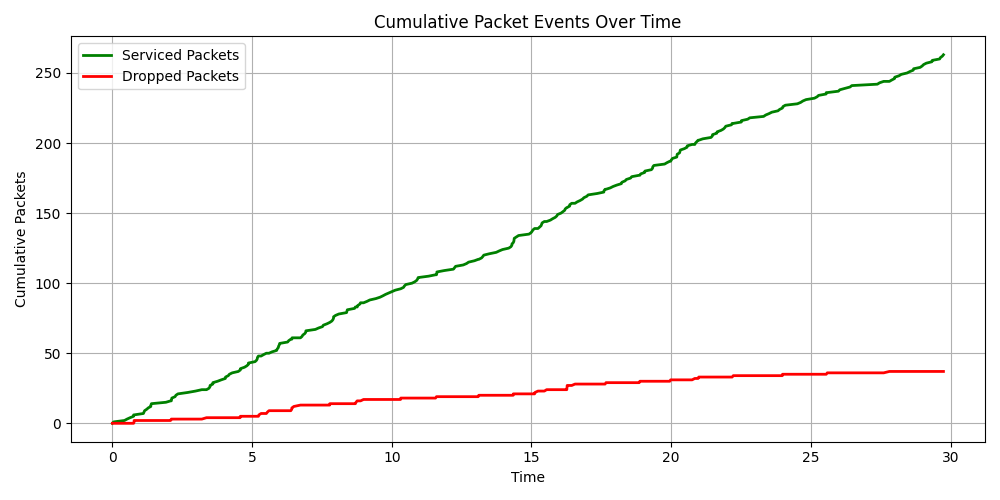 Cumulative Packet Events Over Time
Serviced Packets
Dropped Packets
Cumulative Packets
250
200
150
100
50
0
0 5 10 15 20 25 30
Time